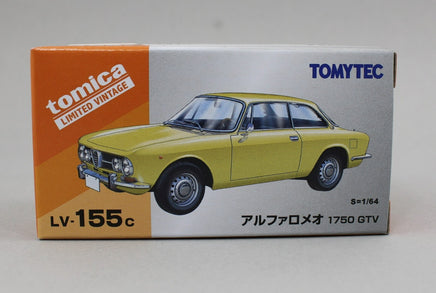 tomica
LIMITED VINTAGE
TOMYTEC
S=1/64
LV-155c
アルファロメオ 1750 GTV